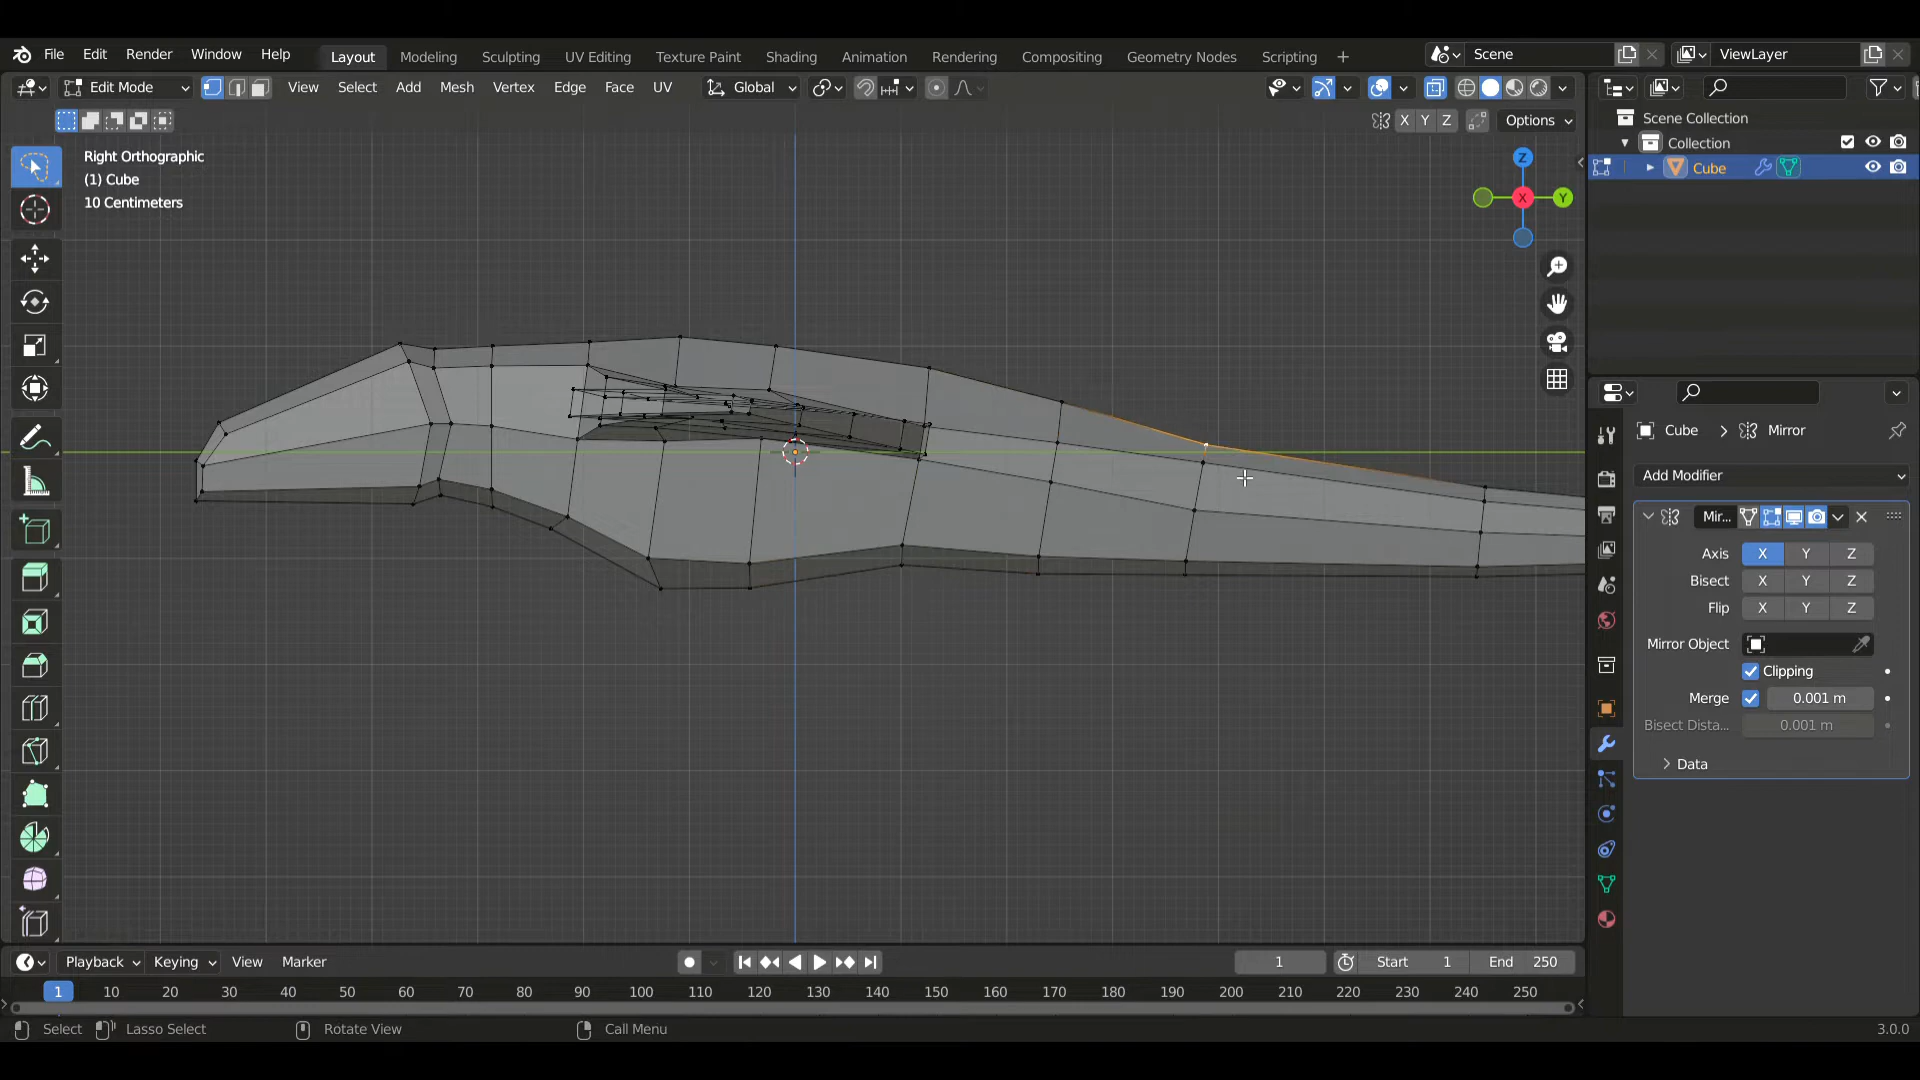 File Edit Render Window Help Layout Modeling Sculpting UV Editing Texture Paint Shading Animation Rendering Compositing Geometry Nodes Scripting + Scene ViewLayer
Edit Mode View Select Add Mesh Vertex Edge Face UV Global
X Y Z Options
Right Orthographic
(1) Cube
10 Centimeters
Z
X
Y
Scene Collection
Collection
Cube
Cube > Mirror
Add Modifier
Mir...
Axis X Y Z
Bisect X Y Z
Flip X Y Z
Mirror Object
Clipping
Merge 0.001 m
Bisect Dista... 0.001 m
Data
Playback Keying View Marker 1 Start 1 End 250
1 10 20 30 40 50 60 70 80 90 100 110 120 130 140 150 160 170 180 190 200 210 220 230 240 250
Select Lasso Select Rotate View Call Menu 3.0.0